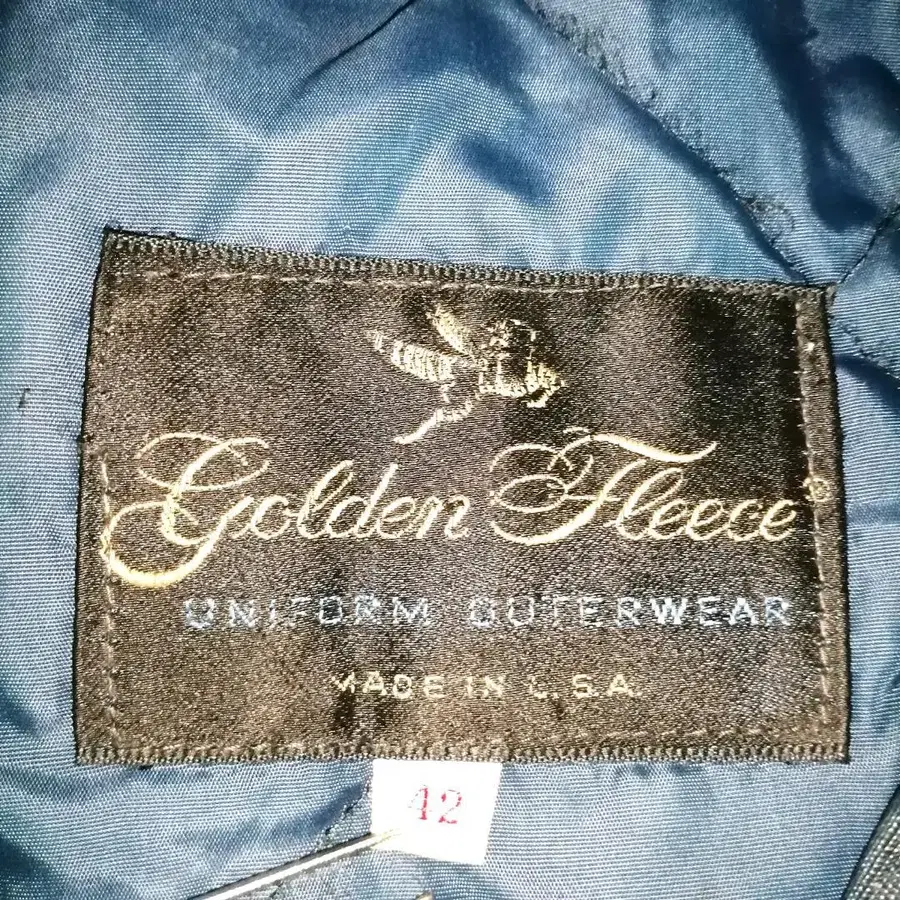 Golden Fleece®
UNIFORM OUTERWEAR
MADE IN U.S.A.
42